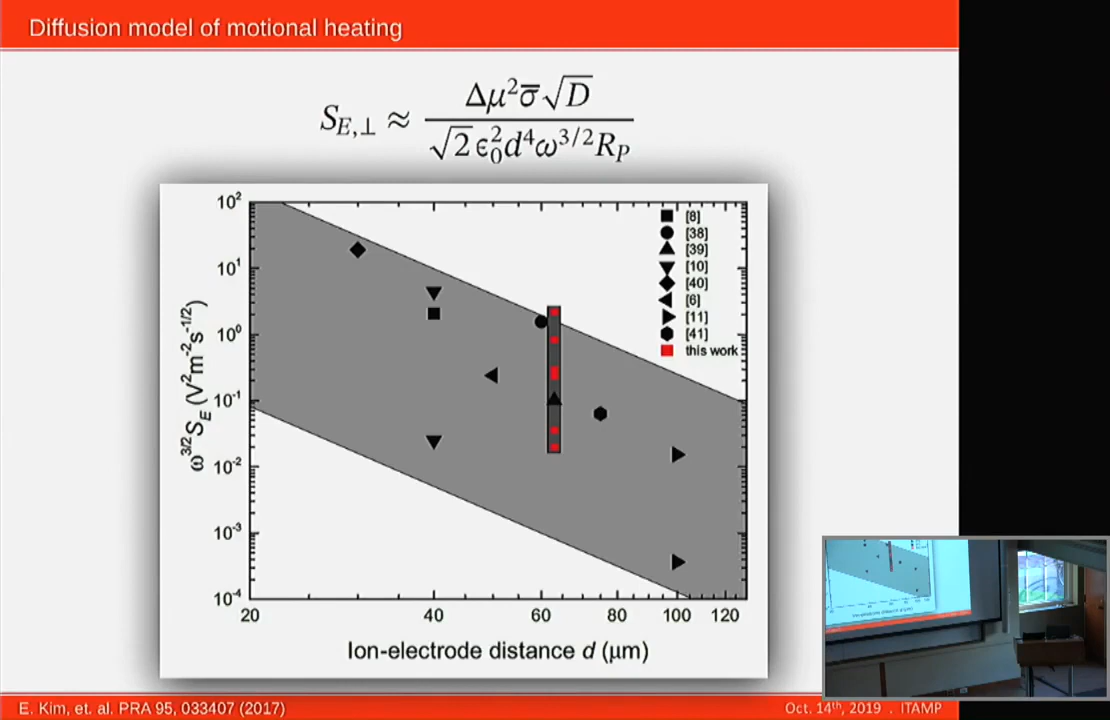 Diffusion model of motional heating
S_{E,⊥} ≈ Δμ²σ̄√D / √2 ϵ₀²d⁴ω^{3/2}R_P
10²
10¹
10⁰
10⁻¹
10⁻²
10⁻³
10⁻⁴
ω^{3/2}S_E (V²m⁻²s^{-1/2})
[8]
[38]
[39]
[10]
[40]
[6]
[11]
[41]
this work
20 40 60 80 100 120
Ion-electrode distance d (μm)
E. Kim, et. al. PRA 95, 033407 (2017)
Oct. 14th, 2019 . ITAMP